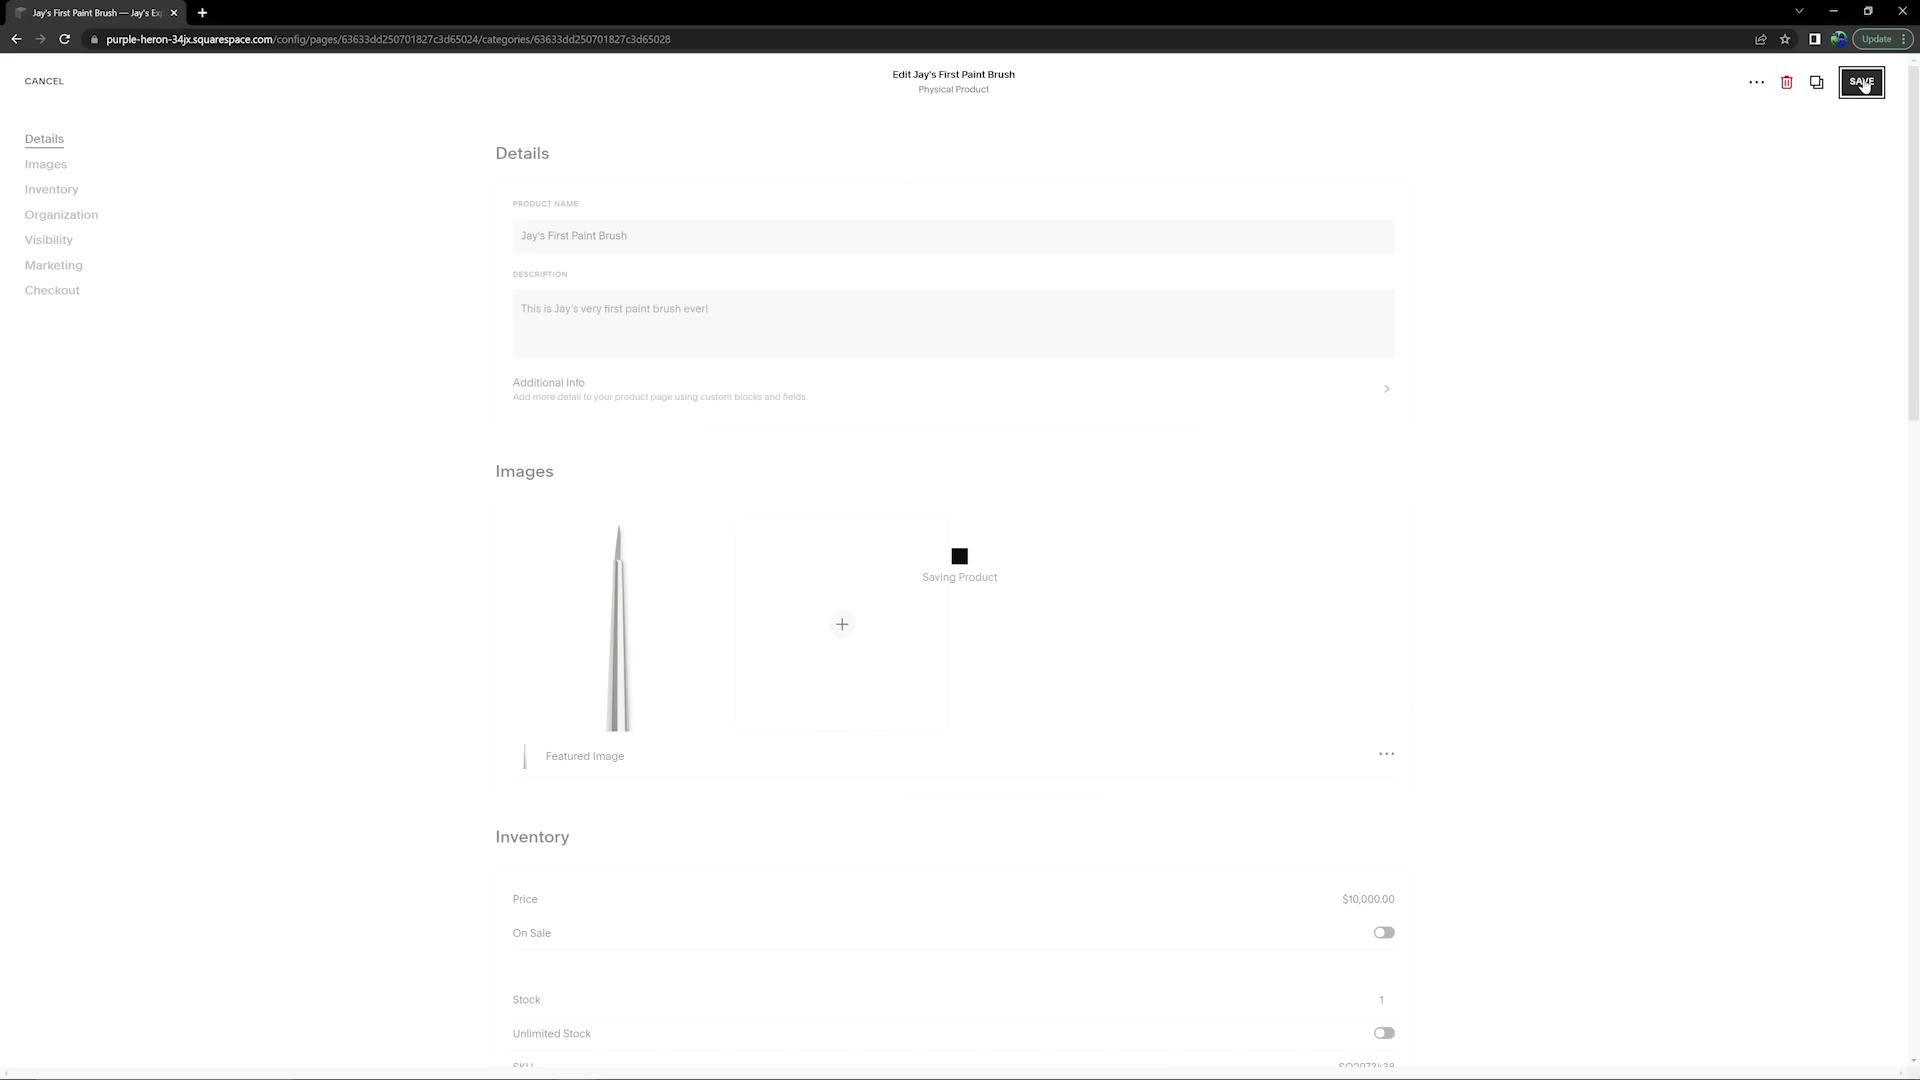 Jay's First Paint Brush — Jay's Ex
purple-heron-34jx.squarespace.com/config/pages/63633dd250701827c3d65024/categories/63633dd250701827c3d65028
Update
CANCEL
Edit Jay's First Paint Brush
Physical Product
SAVE
Details
Images
Inventory
Organization
Visibility
Marketing
Checkout
Details
PRODUCT NAME
Jay's First Paint Brush
DESCRIPTION
This is Jay's very first paint brush ever!
Additional Info
Add more detail to your product page using custom blocks and fields.
Images
Saving Product
Featured Image
Inventory
Price $10,000.00
On Sale
Stock 1
Unlimited Stock
SKU SQ2973438